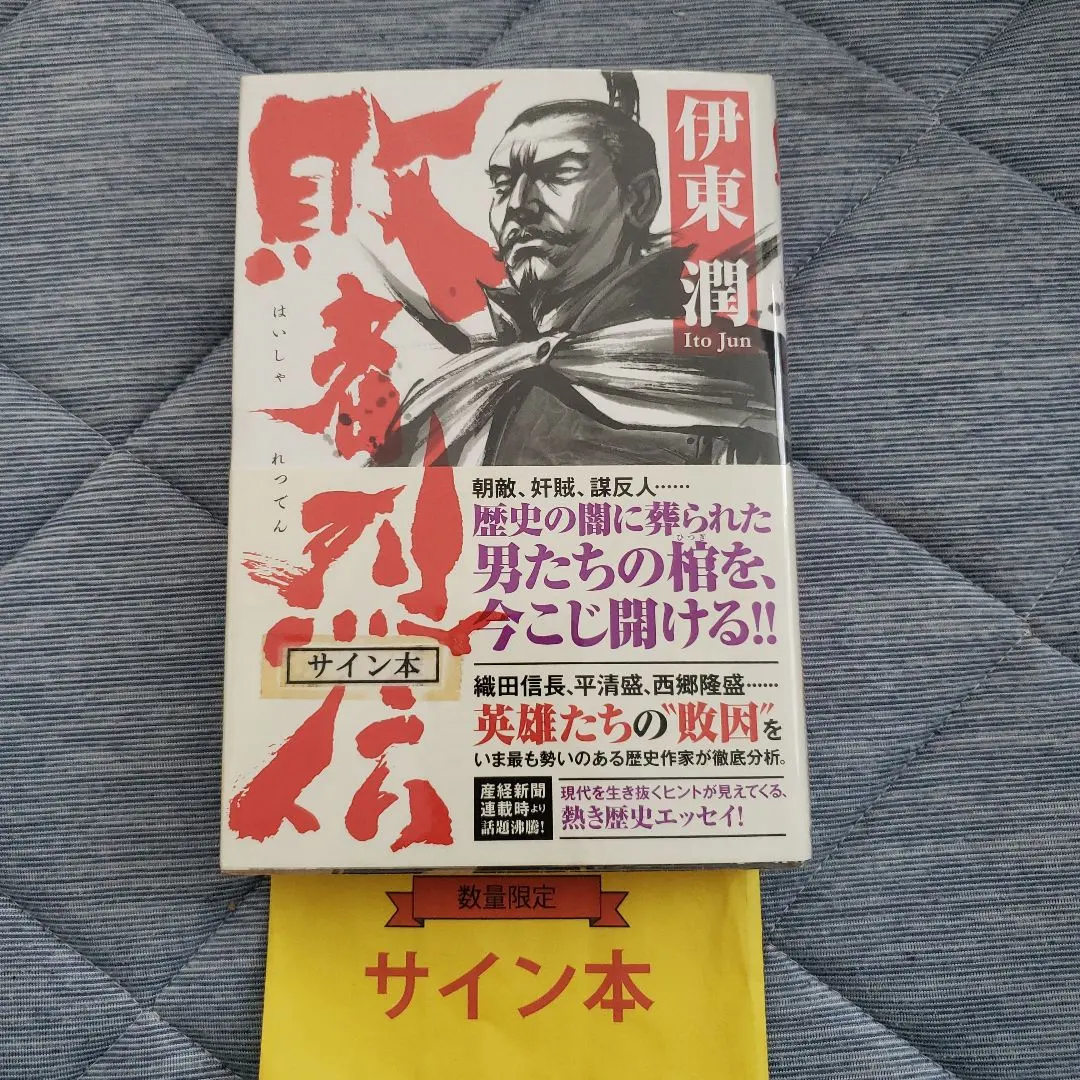 敗者烈伝
はいしゃ
れつでん
伊東
潤
Ito Jun
朝敵、奸賊、謀反人……
歴史の闇に葬られた
男たちの棺を、
ひつぎ
今こじ開ける!!
サイン本
織田信長、平清盛、西郷隆盛……
英雄たちの〝敗因〟を
いま最も勢いのある歴史作家が徹底分析。
産経新聞
連載時より
話題沸騰!
現代を生き抜くヒントが見えてくる、
熱き歴史エッセイ!
数量限定
サイン本